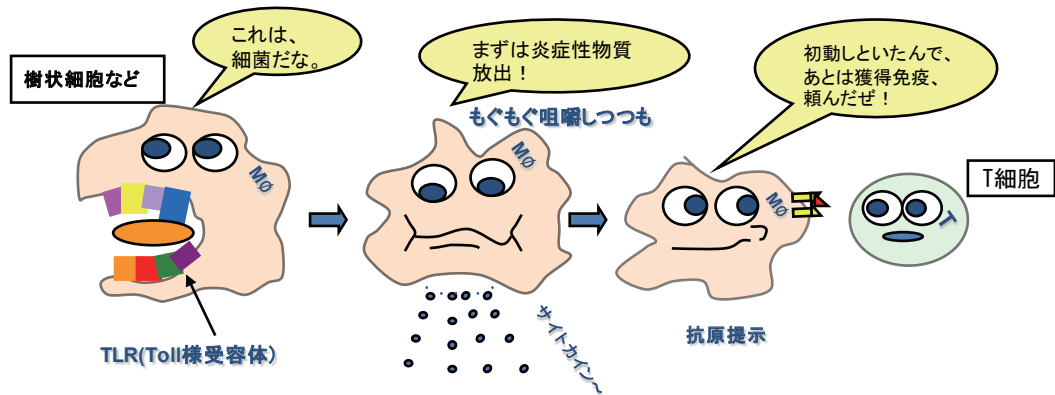 これは、
細菌だな。
樹状細胞など
MØ
TLR(Toll様受容体）
まずは炎症性物質
放出！
もぐもぐ咀嚼しつつも
MØ
サイトカイン～
初動しといたんで、
あとは獲得免疫、
頼んだぜ！
MØ
抗原提示
T細胞
T